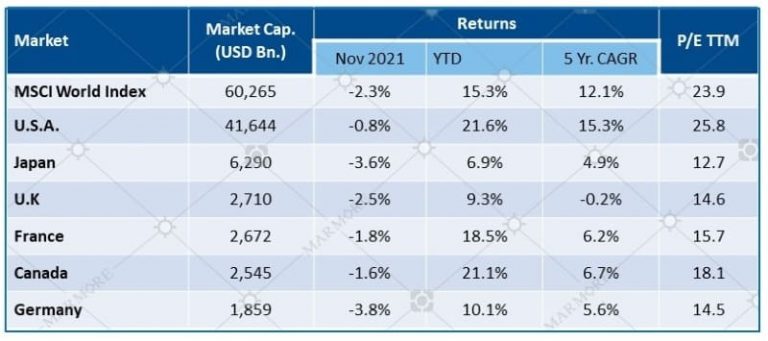 Market Market Cap. (USD Bn.) Returns P/E TTM
Nov 2021 YTD 5 Yr. CAGR
MSCI World Index 60,265 -2.3% 15.3% 12.1% 23.9
U.S.A. 41,644 -0.8% 21.6% 15.3% 25.8
Japan 6,290 -3.6% 6.9% 4.9% 12.7
U.K 2,710 -2.5% 9.3% -0.2% 14.6
France 2,672 -1.8% 18.5% 6.2% 15.7
Canada 2,545 -1.6% 21.1% 6.7% 18.1
Germany 1,859 -3.8% 10.1% 5.6% 14.5
MARMORE
MARMORE
MARMORE